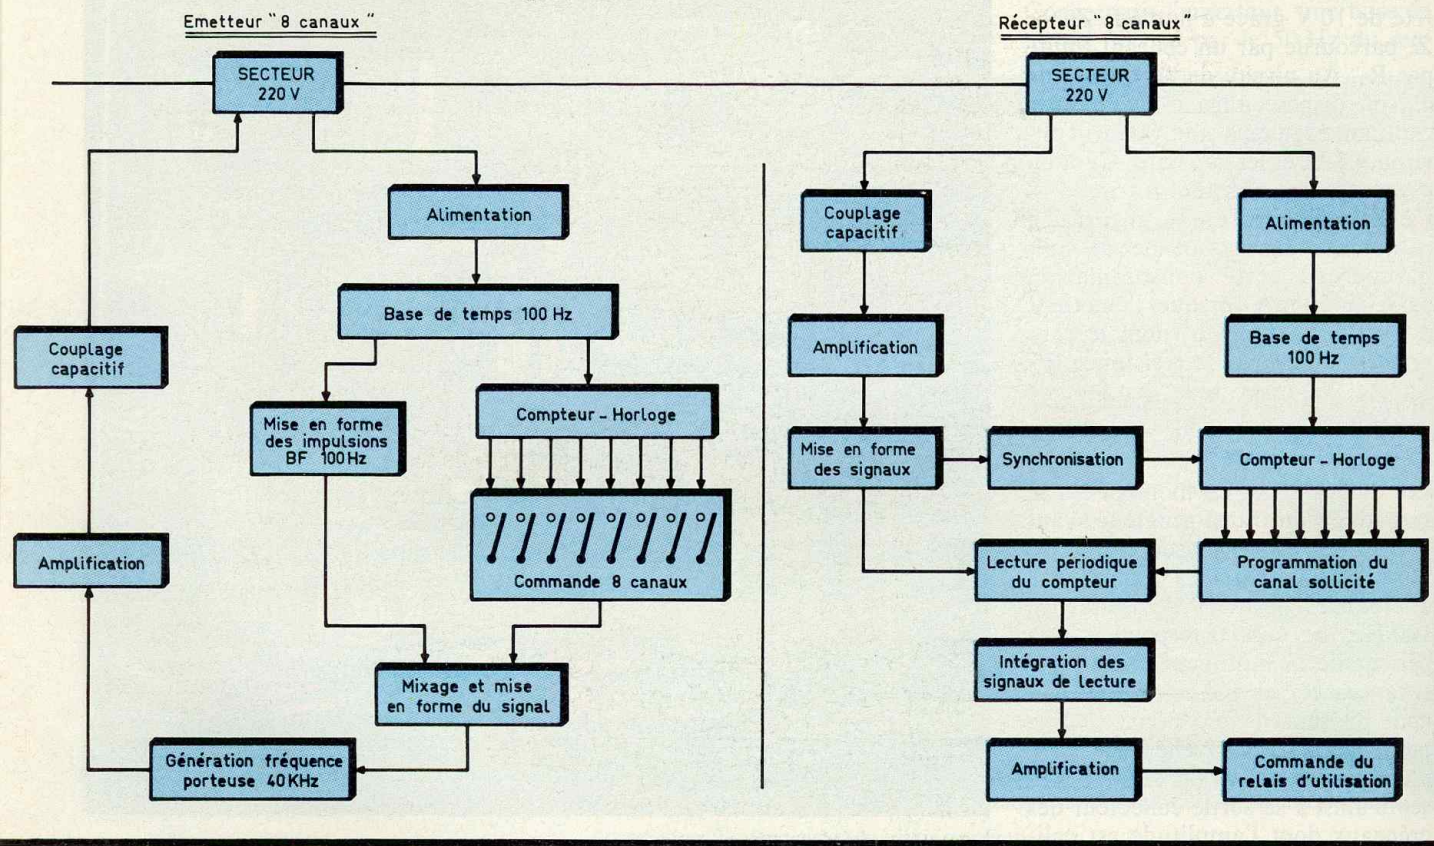 Emetteur "8 canaux"
SECTEUR
220 V
Alimentation
Base de temps 100 Hz
Couplage
capacitif
Mise en forme
des impulsions
BF 100 Hz
Compteur - Horloge
Commande 8 canaux
Amplification
Mixage et mise
en forme du signal
Génération fréquence
porteuse 40 KHz
Récepteur "8 canaux"
SECTEUR
220 V
Couplage
capacitif
Alimentation
Amplification
Base de temps
100 Hz
Mise en forme
des signaux
Synchronisation
Compteur - Horloge
Lecture périodique
du compteur
Programmation du
canal sollicité
Intégration des
signaux de lecture
Amplification
Commande du
relais d'utilisation